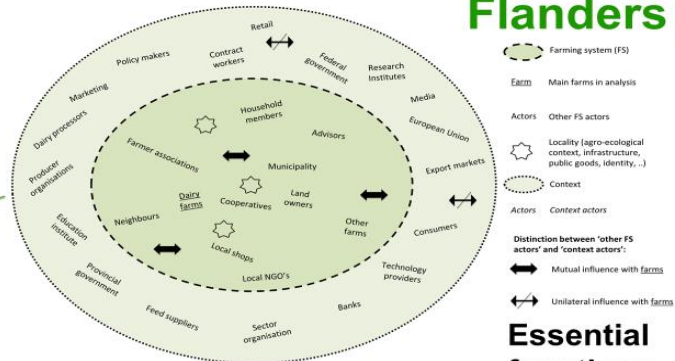 Flanders
Retail
Policy makers
Contract
workers
Federal
government
Research
Institutes
Marketing
Media
Dairy processors
European Union
Producer
organisations
Export markets
Education
institute
Consumers
Provincial
government
Technology
providers
Feed suppliers
Sector
organisation
Banks
Household
members
Advisors
Farmer associations
Municipality
Dairy
farms
Cooperatives
Land
owners
Neighbours
Other
farms
Local shops
Local NGO's
Farming system (FS)
Farm Main farms in analysis
Actors Other FS actors
Locality (agro-ecological
context, infrastructure,
public goods, identity, ..)
Context
Actors Context actors
Distinction between 'other FS
actors' and 'context actors':
Mutual influence with farms
Unilateral influence with farms
Essential